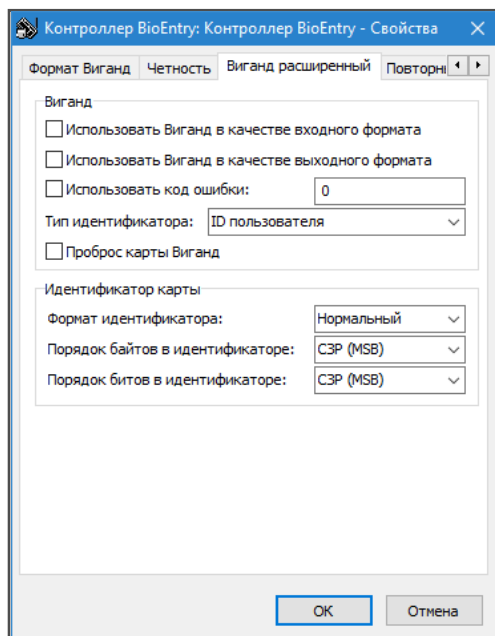 Контроллер BioEntry: Контроллер BioEntry - Свойства
Формат Виганд Четность Виганд расширенный Повторн
Виганд
Использовать Виганд в качестве входного формата
Использовать Виганд в качестве выходного формата
Использовать код ошибки: 0
Тип идентификатора: ID пользователя
Проброс карты Виганд
Идентификатор карты
Формат идентификатора: Нормальный
Порядок байтов в идентификаторе: СЗР (MSB)
Порядок битов в идентификаторе: СЗР (MSB)
ОК Отмена